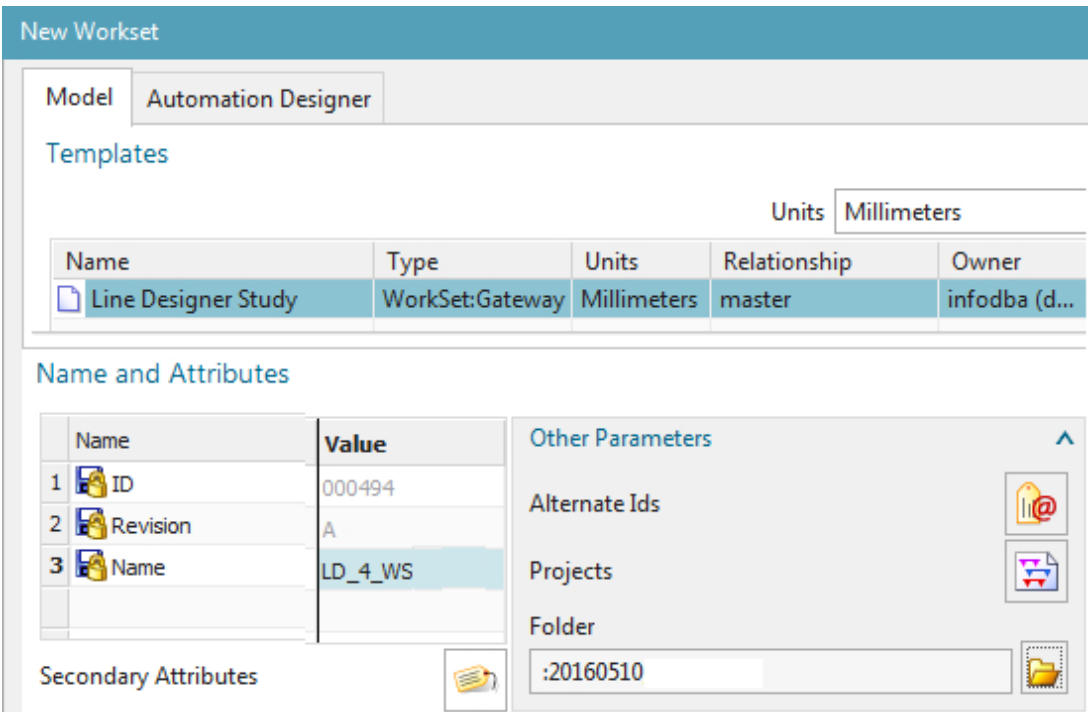 New Workset
Model Automation Designer
Templates
Units Millimeters
Name Type Units Relationship Owner
Line Designer Study WorkSet:Gateway Millimeters master infodba (d...
Name and Attributes
Name Value
1 ID 000494
2 Revision A
3 Name LD_4_WS
Other Parameters
Alternate Ids
Projects
Folder
:20160510
Secondary Attributes